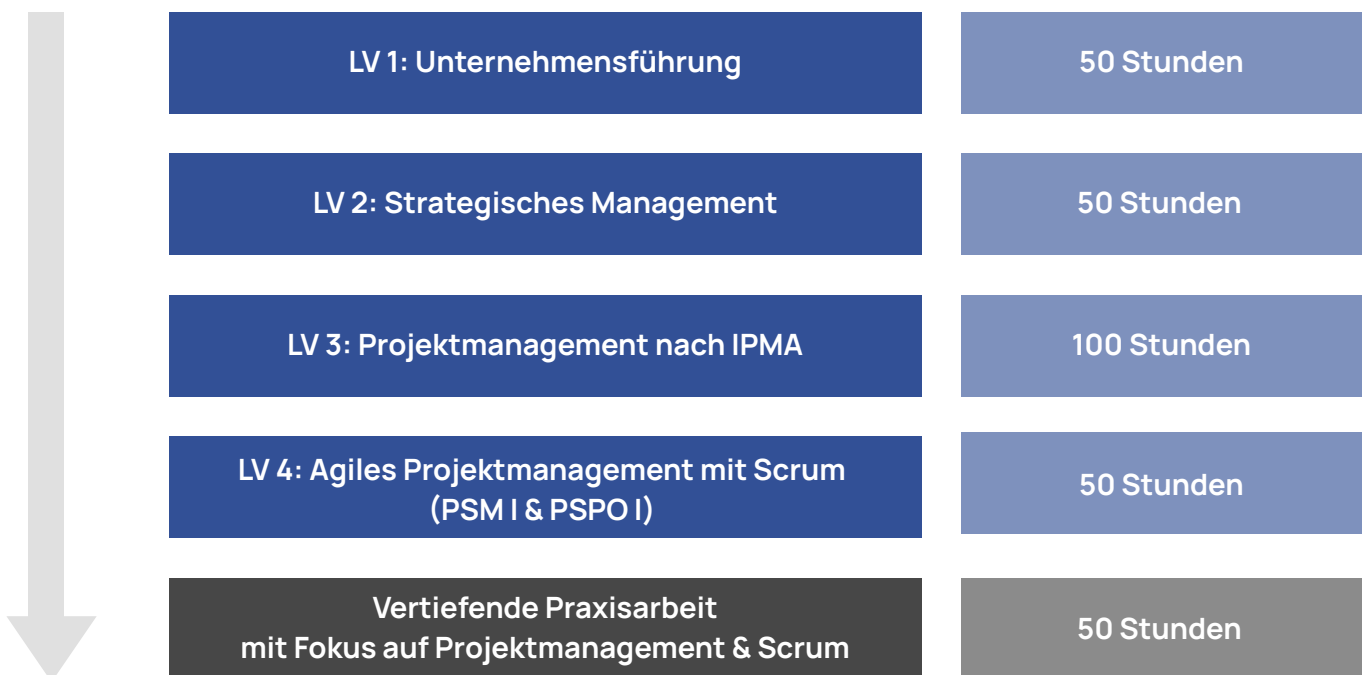 LV 1: Unternehmensführung
50 Stunden
LV 2: Strategisches Management
50 Stunden
LV 3: Projektmanagement nach IPMA
100 Stunden
LV 4: Agiles Projektmanagement mit Scrum
(PSM I & PSPO I)
50 Stunden
Vertiefende Praxisarbeit
mit Fokus auf Projektmanagement & Scrum
50 Stunden